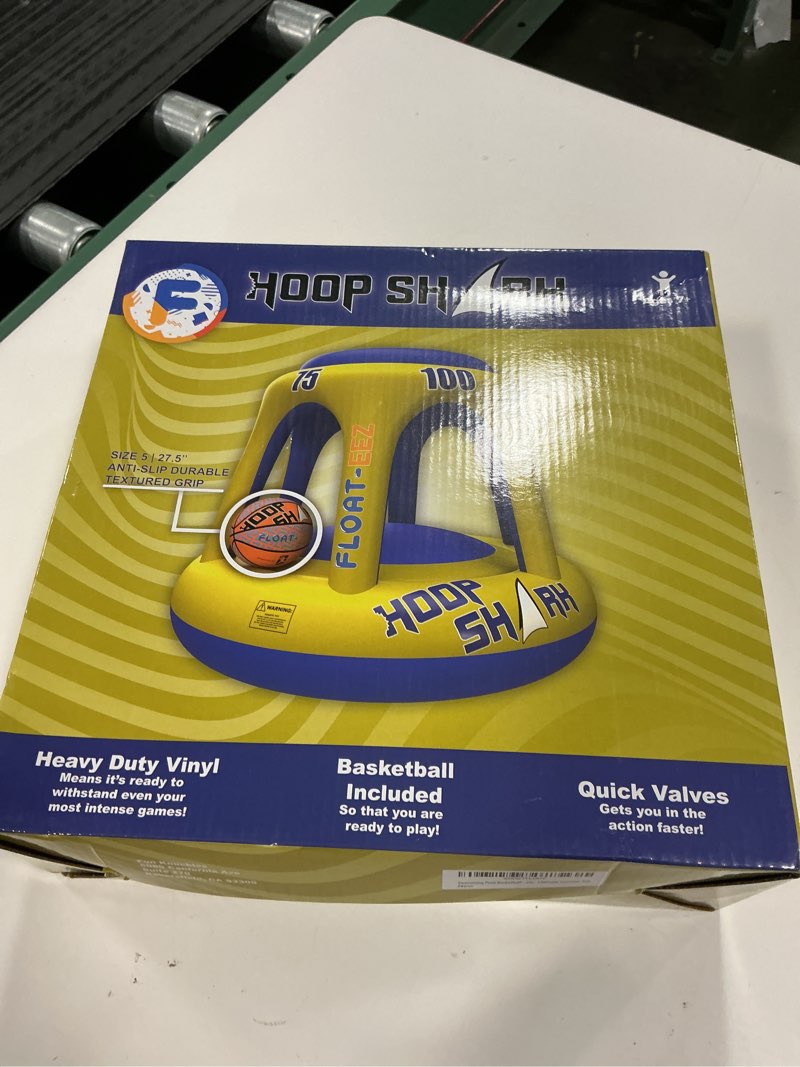 HOOP SHARK
75
100
FLOAT-EEZ
SIZE 5 | 27.5"
ANTI-SLIP DURABLE
TEXTURED GRIP
HOOP
SH
FLOAT-
WARNING:
HOOP
SHARK
Heavy Duty Vinyl
Means it's ready to
withstand even your
most intense games!
Basketball
Included
So that you are
ready to play!
Quick Valves
Gets you in the
action faster!